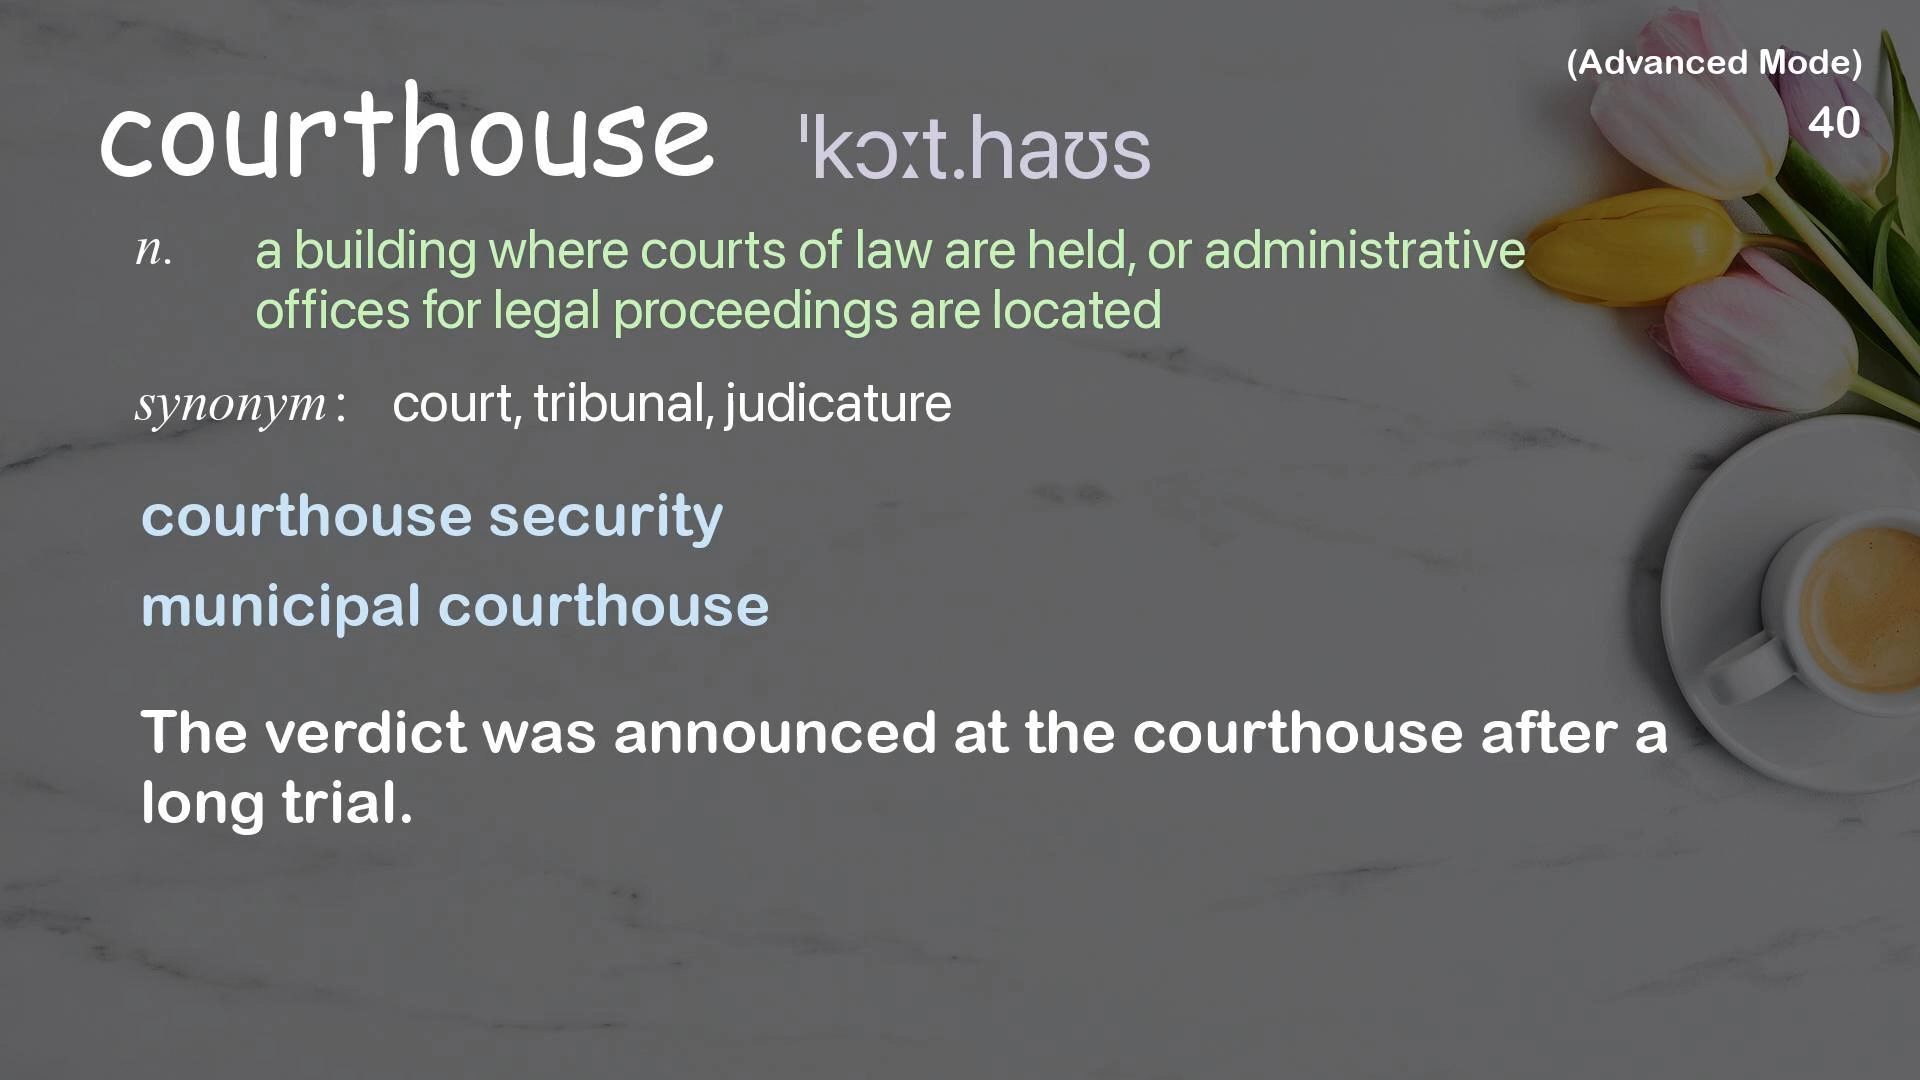 (Advanced Mode)
40
courthouse ˈkɔːt.haʊs
n. a building where courts of law are held, or administrative
offices for legal proceedings are located
synonym: court, tribunal, judicature
courthouse security
municipal courthouse
The verdict was announced at the courthouse after a
long trial.